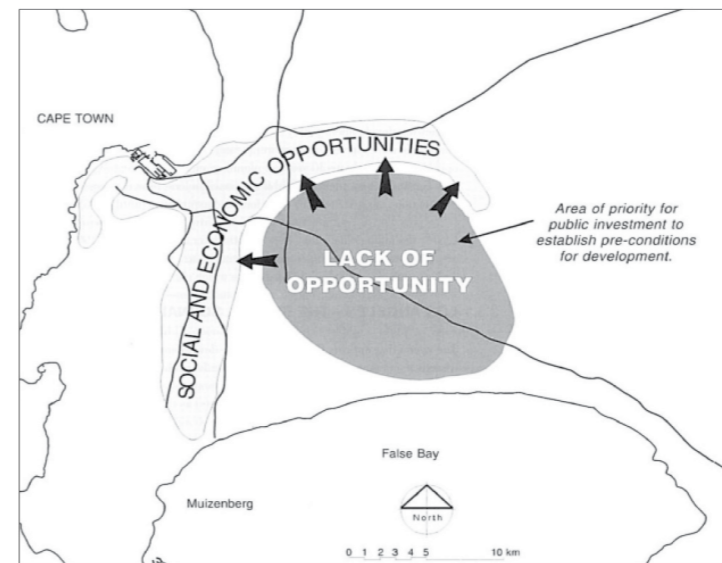 CAPE TOWN
SOCIAL AND ECONOMIC OPPORTUNITIES
Area of priority for
public investment to
establish pre-conditions
for development.
LACK OF
OPPORTUNITY
False Bay
Muizenberg
North
0 1 2 3 4 5 10 km